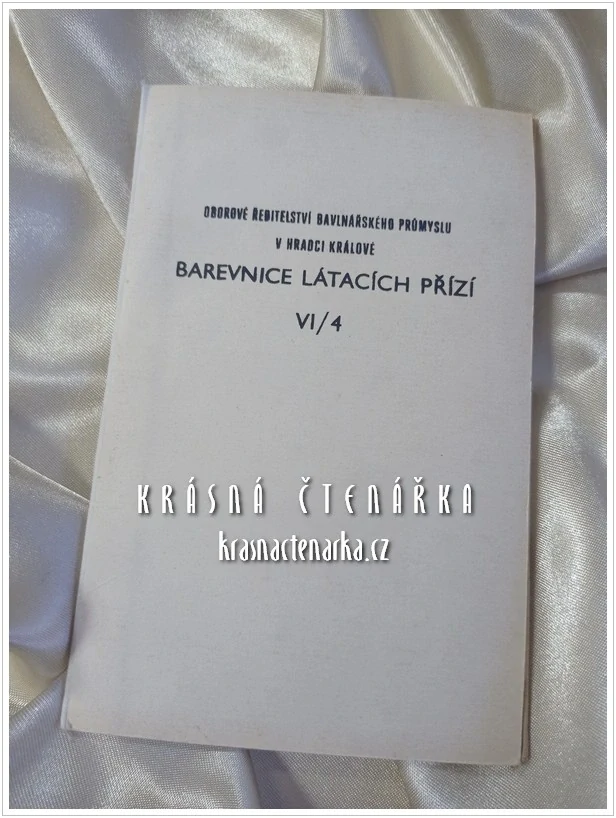 OBOROVÉ ŘEDITELSTVÍ BAVLNÁŘSKÉHO PRŮMYSLU
V HRADCI KRÁLOVÉ
BAREVNICE LÁTACÍCH PŘÍZÍ
VI/4
KRÁSNÁ ČTENÁŘKA
krasnactenarka.cz